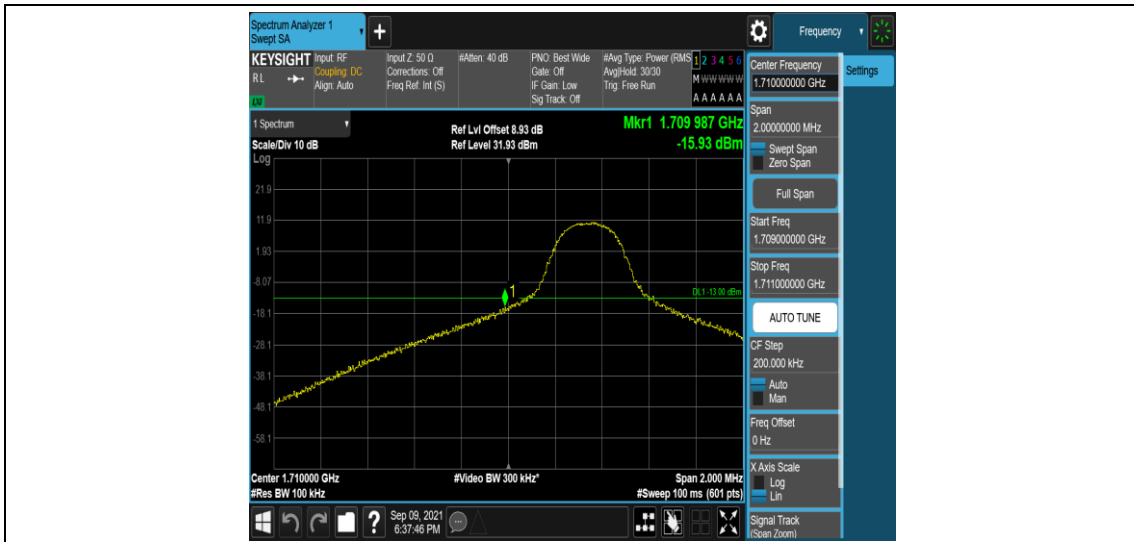 Spectrum Analyzer 1
Swept SA
Frequency
KEYSIGHT
RL
LXI
Input: RF
Coupling: DC
Align: Auto
Input Z: 50 Ω
Corrections: Off
Freq Ref: Int (S)
#Atten: 40 dB
PNO: Best Wide
Gate: Off
IF Gain: Low
Sig Track: Off
#Avg Type: Power (RMS
Avg|Hold: 30/30
Trig: Free Run
1 2 3 4 5 6
M W W W W W
A A A A A A
Center Frequency
1.710000000 GHz
Settings
Span
2.00000000 MHz
Swept Span
Zero Span
Full Span
Start Freq
1.709000000 GHz
Stop Freq
1.711000000 GHz
AUTO TUNE
CF Step
200.000 kHz
Auto
Man
Freq Offset
0 Hz
X Axis Scale
Log
Lin
Signal Track
(Span Zoom)
1 Spectrum
Scale/Div 10 dB
Log
Ref Lvl Offset 8.93 dB
Ref Level 31.93 dBm
Mkr1 1.709 987 GHz
-15.93 dBm
21.9
11.9
1.93
-8.07
-18.1
-28.1
-38.1
-48.1
-58.1
1
DL1 -13.00 dBm
Center 1.710000 GHz
#Res BW 100 kHz
#Video BW 300 kHz*
Span 2.000 MHz
#Sweep 100 ms (601 pts)
?
Sep 09, 2021
6:37:46 PM